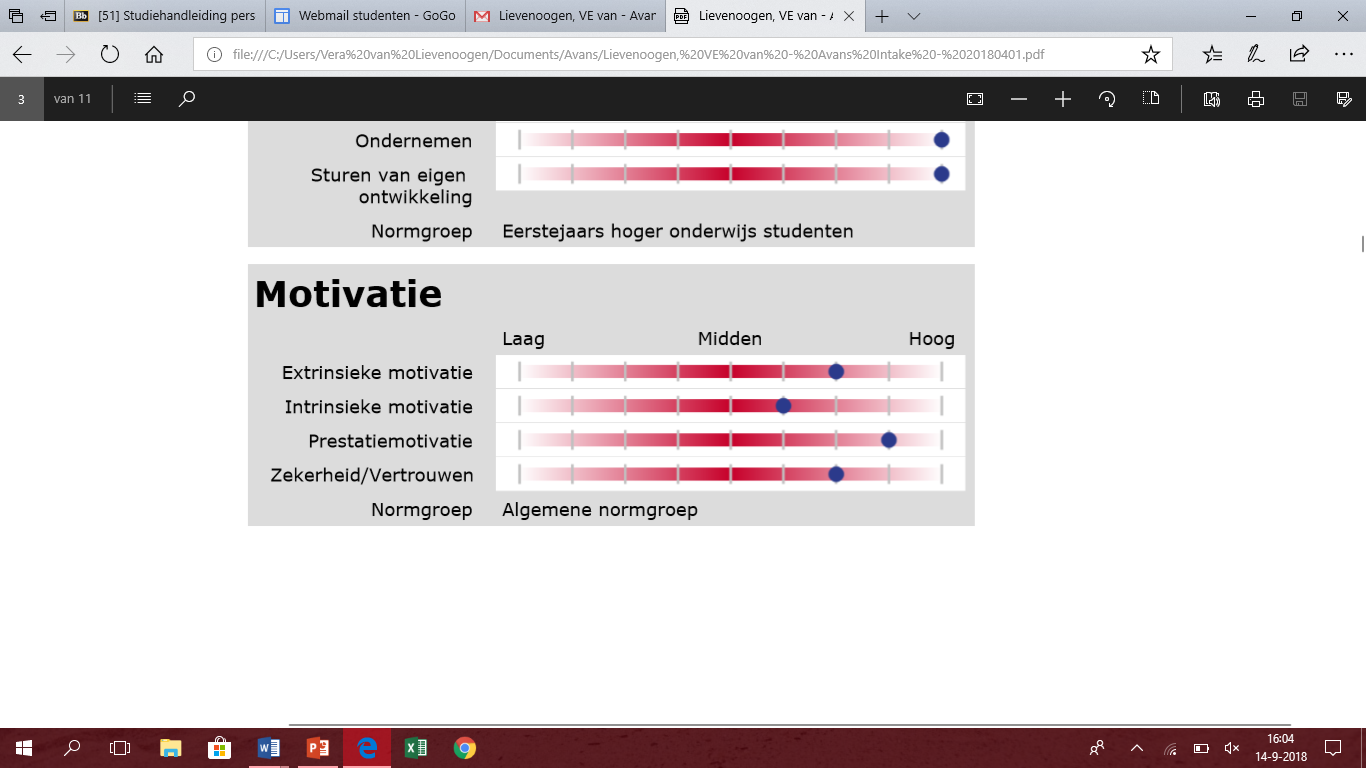 [51] Studiehandleiding pers
Webmail studenten - GoGo
Lievenoogen, VE van - Avar
Lievenoogen, VE van - A
file:///C:/Users/Vera%20van%20Lievenoogen/Documents/Avans/Lievenoogen,%20VE%20van%20-%20Avans%20Intake%20-%2020180401.pdf
3 van 11
Ondernemen
Sturen van eigen
ontwikkeling
Normgroep Eerstejaars hoger onderwijs studenten
Motivatie
Laag Midden Hoog
Extrinsieke motivatie
Intrinsieke motivatie
Prestatiemotivatie
Zekerheid/Vertrouwen
Normgroep Algemene normgroep
16:04
14-9-2018